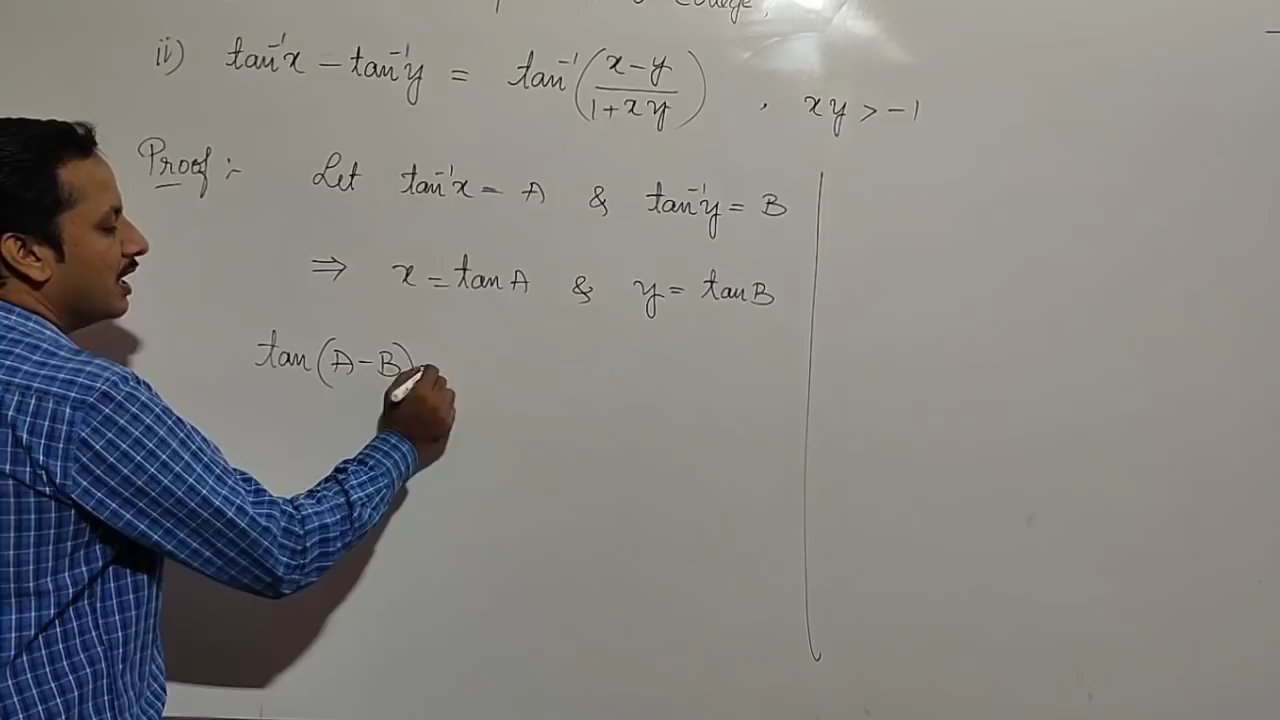 College,
ii) tan⁻¹x - tan⁻¹y = tan⁻¹(x-y/1+xy) , xy > -1
Proof :- Let tan⁻¹x = A & tan⁻¹y = B
⇒ x = tan A & y = tan B
tan(A-B) =